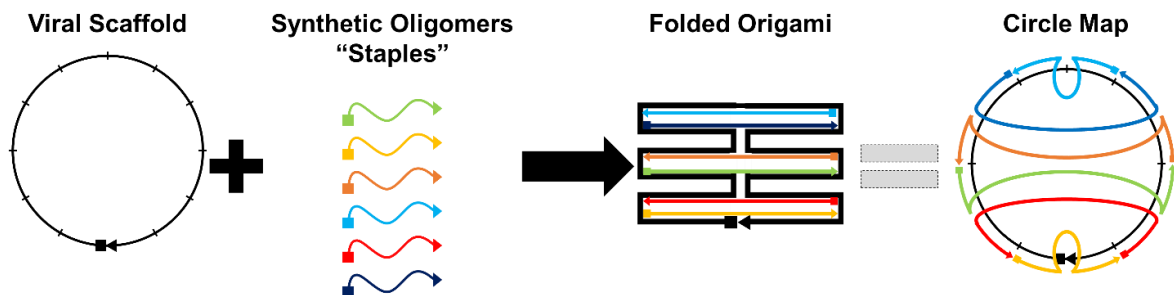 Viral Scaffold
Synthetic Oligomers
“Staples”
Folded Origami
Circle Map